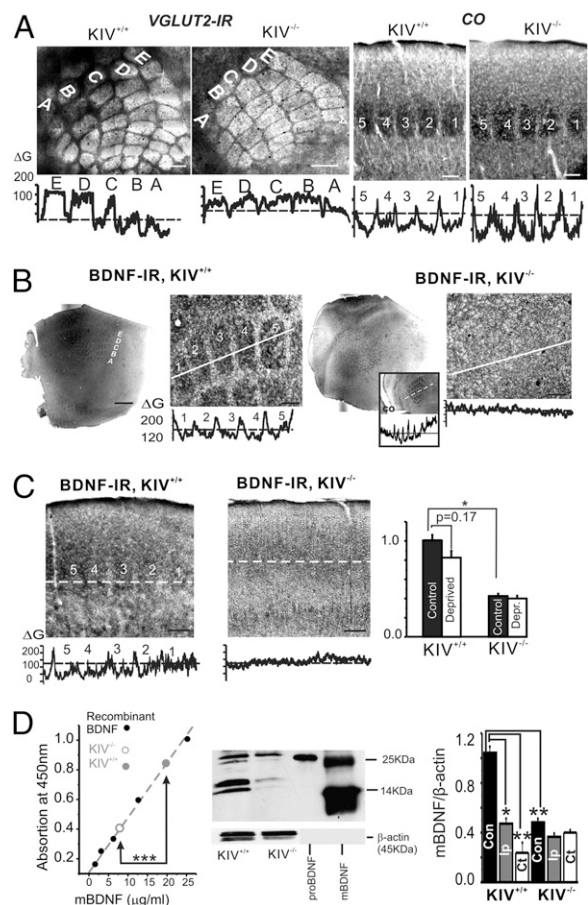 A
VGLUT2-IR
CO
KIV+/+
KIV-/-
KIV+/+
KIV-/-
A B C D E
A B C D E
5 4 3 2 1
5 4 3 2 1
ΔG
200
100
E D C B A
E D C B A
5 4 3 2 1
5 4 3 2 1
B
BDNF-IR, KIV+/+
BDNF-IR, KIV-/-
E
D
C
B
A
1 2 3 4 5
CO
ΔG
200
120
1 2 3 4 5
C
BDNF-IR, KIV+/+
BDNF-IR, KIV-/-
5 4 3 2 1
ΔG
200
100
0
5 4 3 2 1
*
p=0.17
1.0
0.0
Control
Deprived
Control
Depr.
KIV+/+
KIV-/-
D
Absortion at 450nm
1.0
0.8
0.6
0.4
0.2
Recombinant
BDNF
KIV-/-
KIV+/+
***
0 5 10 15 20 25
mBDNF (μg/ml)
25KDa
14KDa
β-actin
(45KDa)
KIV+/+
KIV-/-
proBDNF
mBDNF
mBDNF/β-actin
1.2
0.8
0.4
0.0
Con
Ip
Ct
Con
Ip
Ct
*
**
**
KIV+/+
KIV-/-